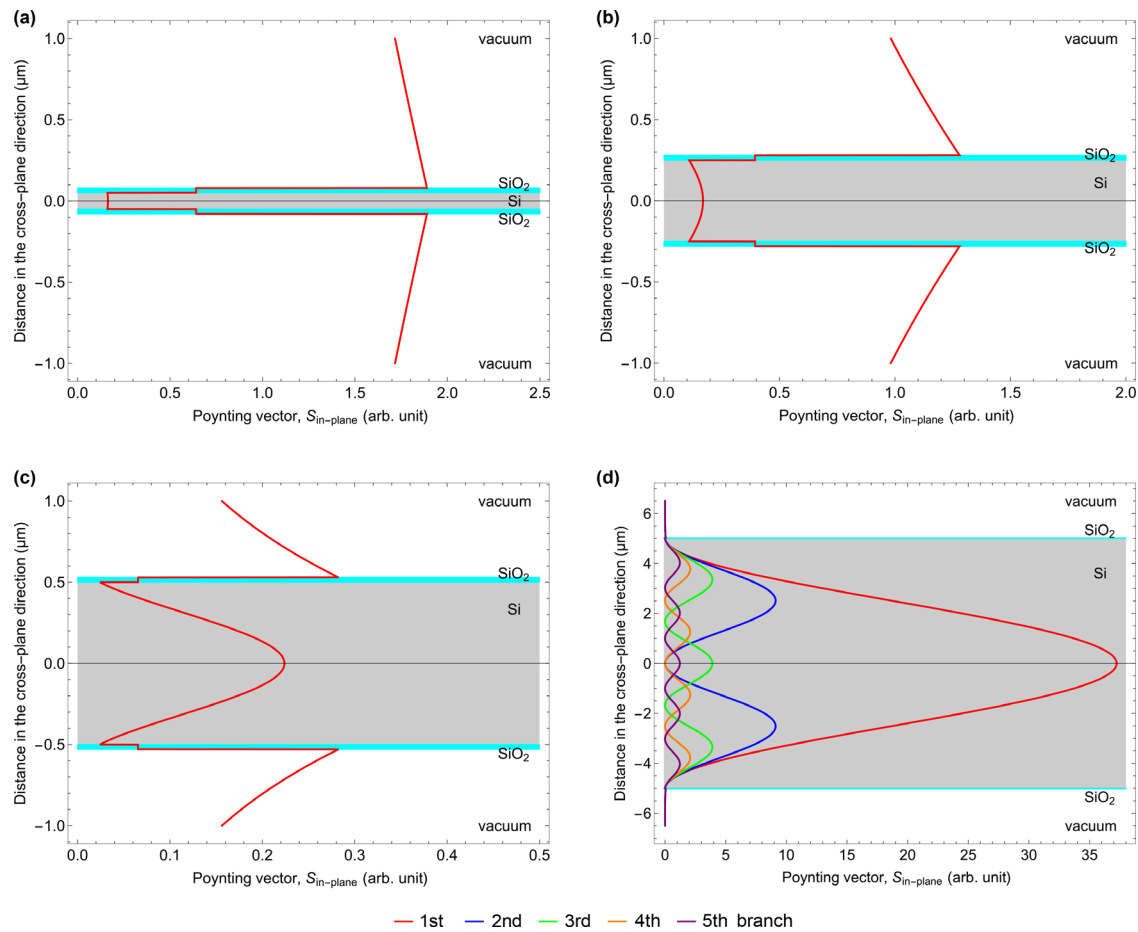 (a)
Distance in the cross-plane direction (μm)
1.0
0.5
0.0
−0.5
−1.0
vacuum
SiO2
Si
SiO2
vacuum
0.0 0.5 1.0 1.5 2.0 2.5
Poynting vector, Sin-plane (arb. unit)
(b)
Distance in the cross-plane direction (μm)
1.0
0.5
0.0
−0.5
−1.0
vacuum
SiO2
Si
SiO2
vacuum
0.0 0.5 1.0 1.5 2.0
Poynting vector, Sin-plane (arb. unit)
(c)
Distance in the cross-plane direction (μm)
1.0
0.5
0.0
−0.5
−1.0
vacuum
SiO2
Si
SiO2
vacuum
0.0 0.1 0.2 0.3 0.4 0.5
Poynting vector, Sin-plane (arb. unit)
(d)
Distance in the cross-plane direction (μm)
6
4
2
0
−2
−4
−6
vacuum
SiO2
Si
SiO2
vacuum
0 5 10 15 20 25 30 35
Poynting vector, Sin-plane (arb. unit)
1st 2nd 3rd 4th 5th branch